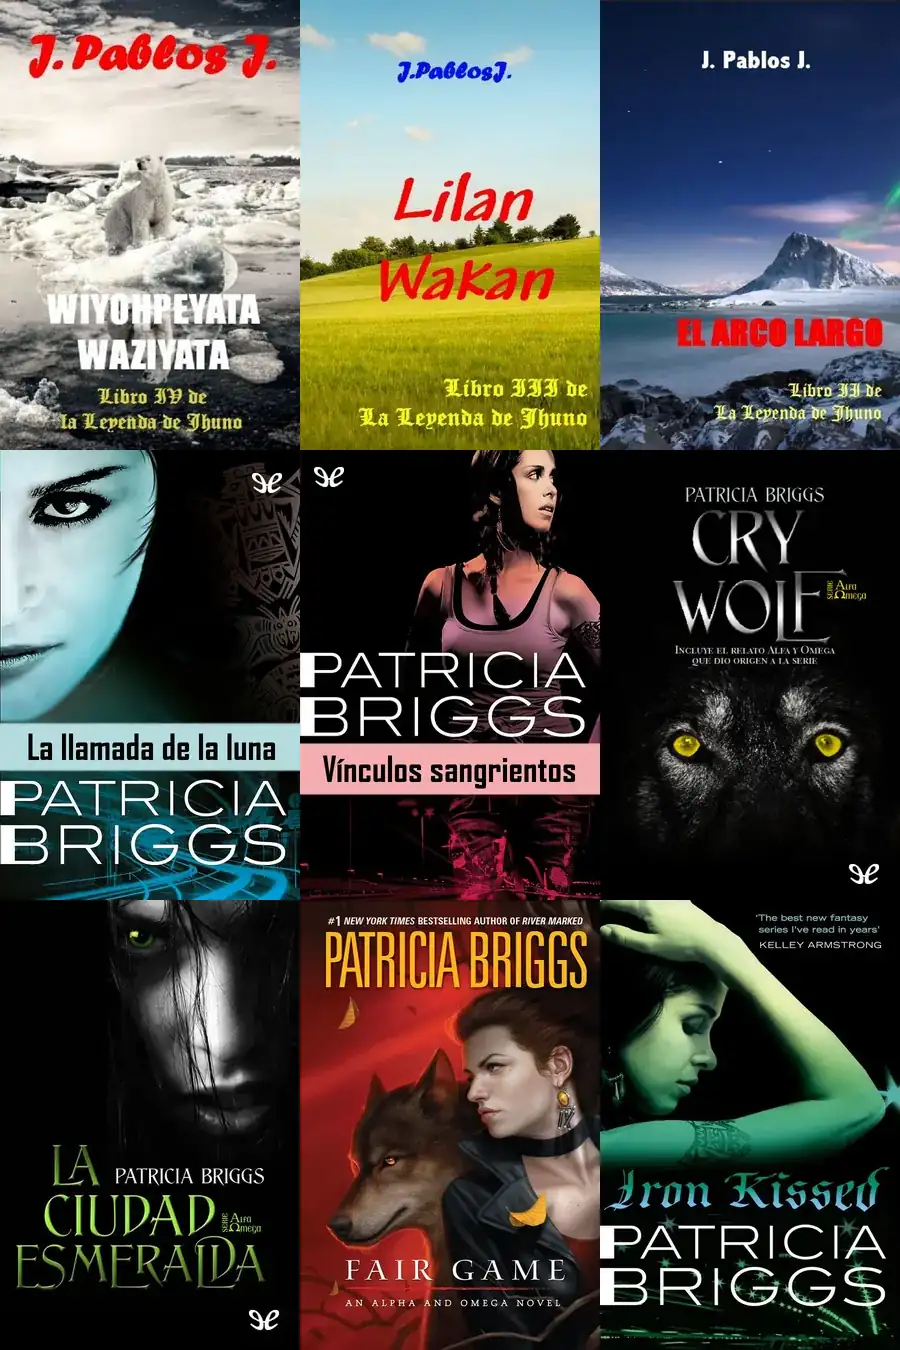 J. Pablos J.
WIYOHPEYATA
WAZIYATA
Libro IV de
la Leyenda de Jhuno
J.PablosJ.
Lilan
Wakan
Libro III de
La Leyenda de Jhuno
J. Pablos J.
EL ARCO LARGO
Libro II de
La Leyenda de Jhuno
La llamada de la luna
PATRICIA
BRIGGS
PATRICIA
BRIGGS
Vínculos sangrientos
PATRICIA BRIGGS
CRY
WOLF
SERIE Alfa
Omega
INCLUYE EL RELATO ALFA Y OMEGA
QUE DIO ORIGEN A LA SERIE
LA
PATRICIA BRIGGS
CIUDAD
SERIE Alfa
Omega
ESMERALDA
#1 NEW YORK TIMES BESTSELLING AUTHOR OF RIVER MARKED
PATRICIA BRIGGS
FAIR GAME
AN ALPHA AND OMEGA NOVEL
'The best new fantasy
series I've read in years'
KELLEY ARMSTRONG
Iron Kissed
PATRICIA
BRIGGS